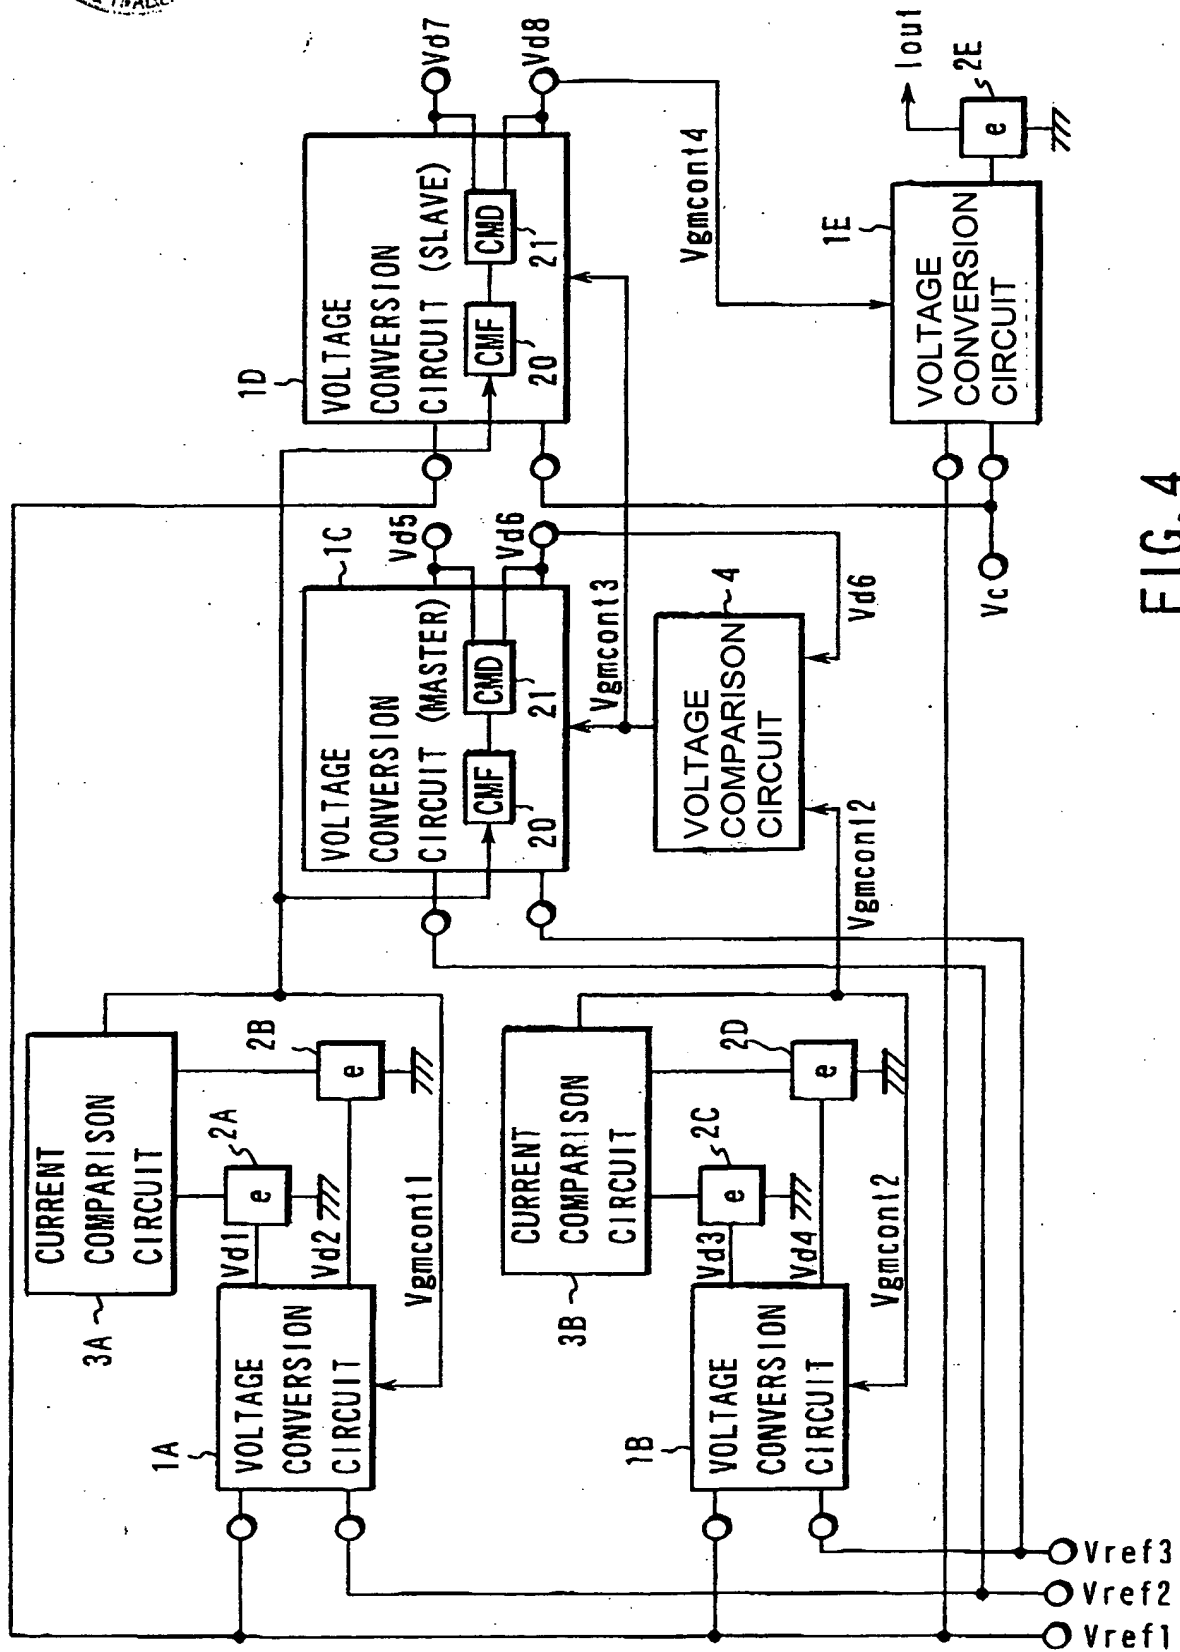 3A
CURRENT
COMPARISON
CIRCUIT
2A
e
2B
e
Vd1
Vd2
1A
VOLTAGE
CONVERSION
CIRCUIT
Vgmcont1
3B
CURRENT
COMPARISON
CIRCUIT
2C
e
2D
e
Vd3
Vd4
1B
VOLTAGE
CONVERSION
CIRCUIT
Vgmcont2
1C
VOLTAGE
CONVERSION
CIRCUIT (MASTER)
CMF
CMD
20
21
Vd5
Vd6
Vgmcont3
VOLTAGE
COMPARISON
CIRCUIT
4
Vgmcont2
Vd6
1D
VOLTAGE
CONVERSION
CIRCUIT (SLAVE)
CMF
CMD
20
21
Vd7
Vd8
Vgmcont4
1E
VOLTAGE
CONVERSION
CIRCUIT
2E
e
Iout
Vc
Vref3
Vref2
Vref1
FIG. 4